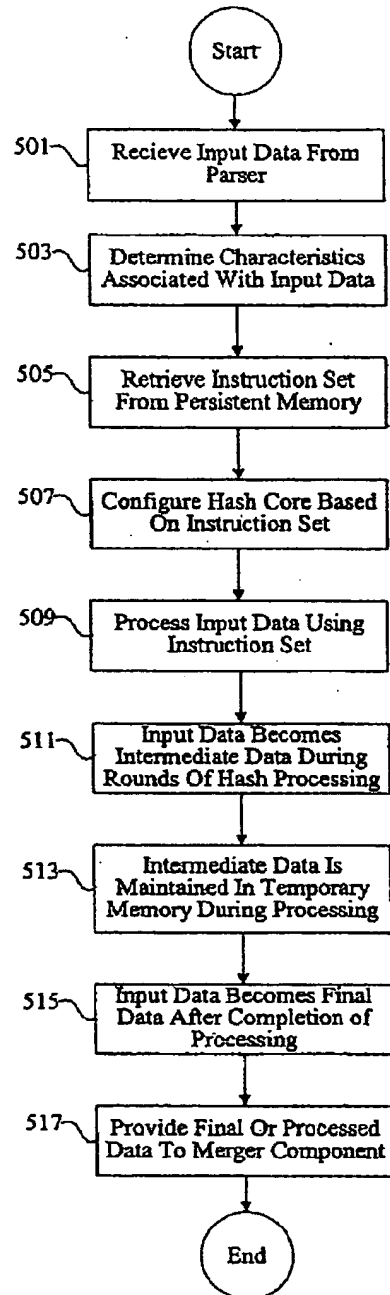 Start
501
Recieve Input Data From
Parser
503
Determine Characteristics
Associated With Input Data
505
Retrieve Instruction Set
From Persistent Memory
507
Configure Hash Core Based
On Instruction Set
509
Process Input Data Using
Instruction Set
511
Input Data Becomes
Intermediate Data During
Rounds Of Hash Processing
513
Intermediate Data Is
Maintained In Temporary
Memory During Processing
515
Input Data Becomes Final
Data After Completion of
Processing
517
Provide Final Or Processed
Data To Merger Component
End